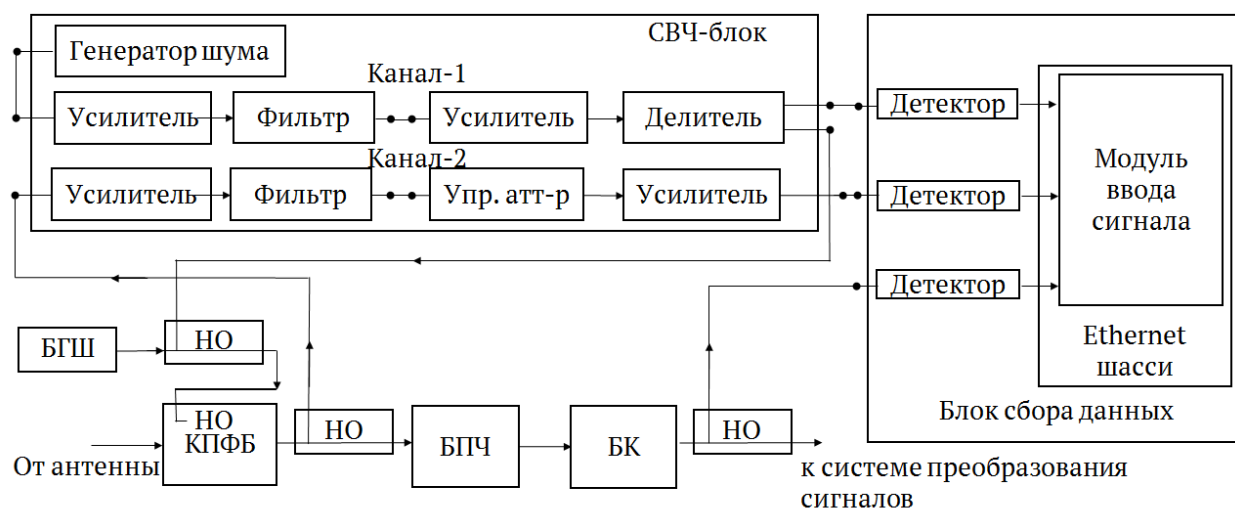 СВЧ-блок
Генератор шума
Канал-1
Усилитель
Фильтр
Усилитель
Делитель
Канал-2
Усилитель
Фильтр
Упр. атт-р
Усилитель
Детектор
Детектор
Детектор
Модуль
ввода
сигнала
Ethernet
шасси
Блок сбора данных
БГШ
НО
НО
КПФБ
НО
БПЧ
БК
НО
От антенны
к системе преобразования
сигналов